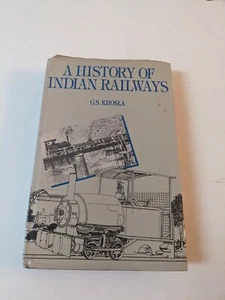 A HISTORY OF
INDIAN RAILWAYS
G.S. KHOSLA